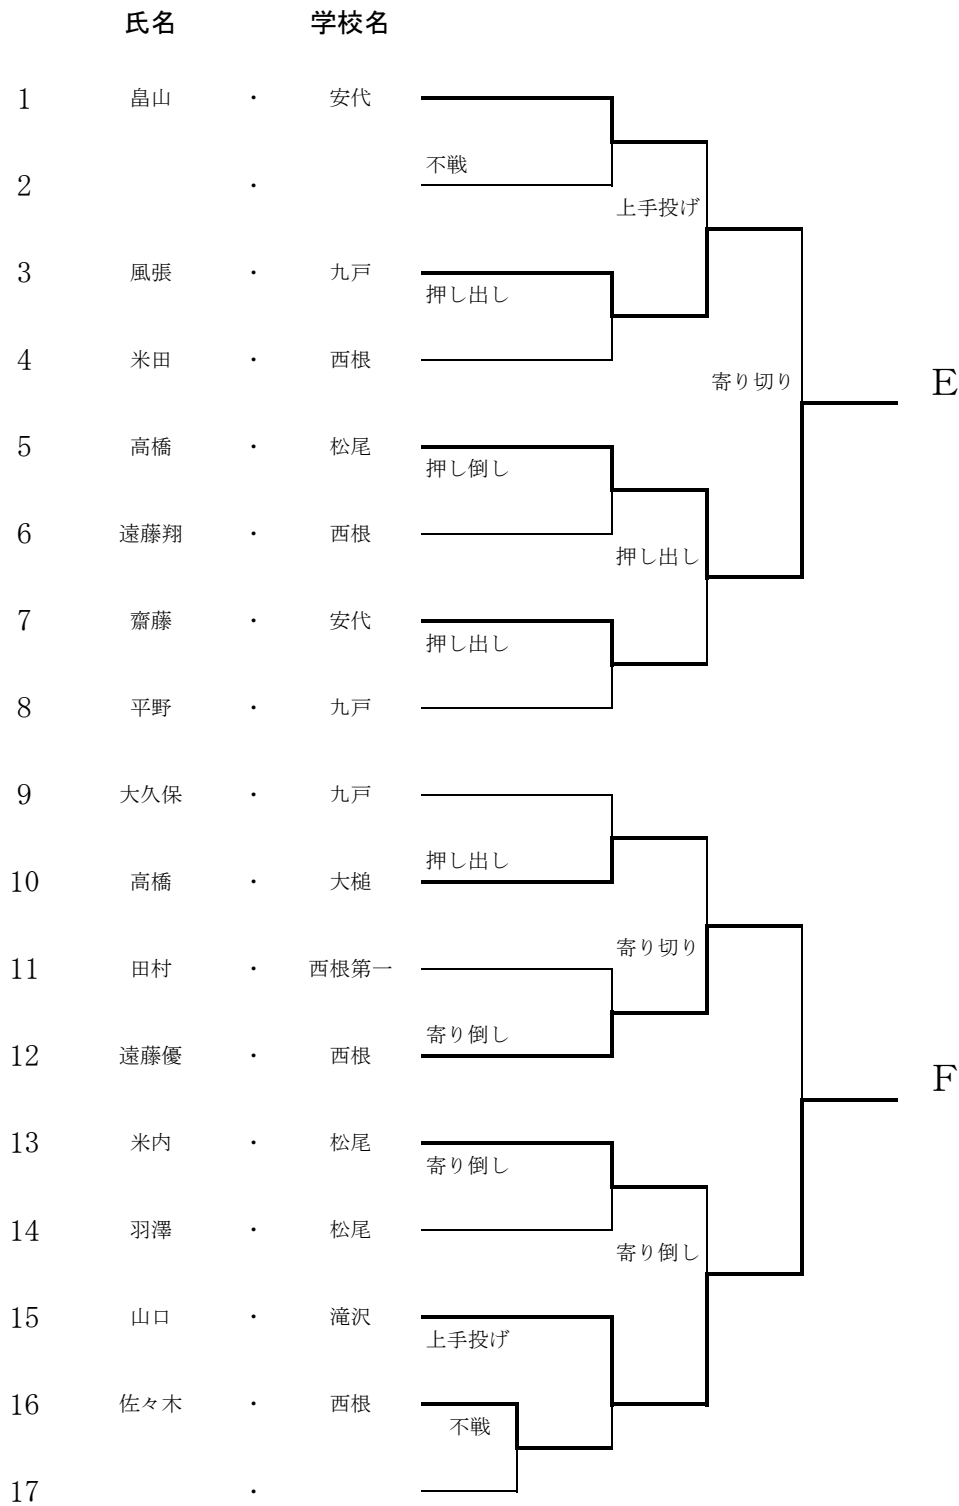 氏名 学校名
1 畠山 ・ 安代
不戦
2 ・
上手投げ
3 風張 ・ 九戸
押し出し
4 米田 ・ 西根
寄り切り E
5 高橋 ・ 松尾
押し倒し
6 遠藤翔 ・ 西根
押し出し
7 齋藤 ・ 安代
押し出し
8 平野 ・ 九戸
9 大久保 ・ 九戸
押し出し
10 高橋 ・ 大槌
寄り切り
11 田村 ・ 西根第一
寄り倒し
12 遠藤優 ・ 西根
F
13 米内 ・ 松尾
寄り倒し
14 羽澤 ・ 松尾
寄り倒し
15 山口 ・ 滝沢
上手投げ
16 佐々木 ・ 西根
不戦
17 ・